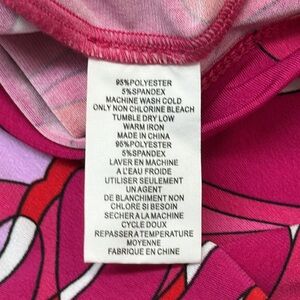 95%POLYESTER
5%SPANDEX
MACHINE WASH COLD
ONLY NON CHLORINE BLEACH
TUMBLE DRY LOW
WARM IRON
MADE IN CHINA
95%POLYESTER
5%SPANDEX
LAVER EN MACHINE
A L'EAU FROIDE
UTILISER SEULEMENT
UN AGENT
DE BLANCHIMENT NON
CHLORE SI BESOIN
SECHER A LA MACHINE
CYCLE DOUX
REPASSER A TEMPERATURE
MOYENNE
FABRIQUE EN CHINE